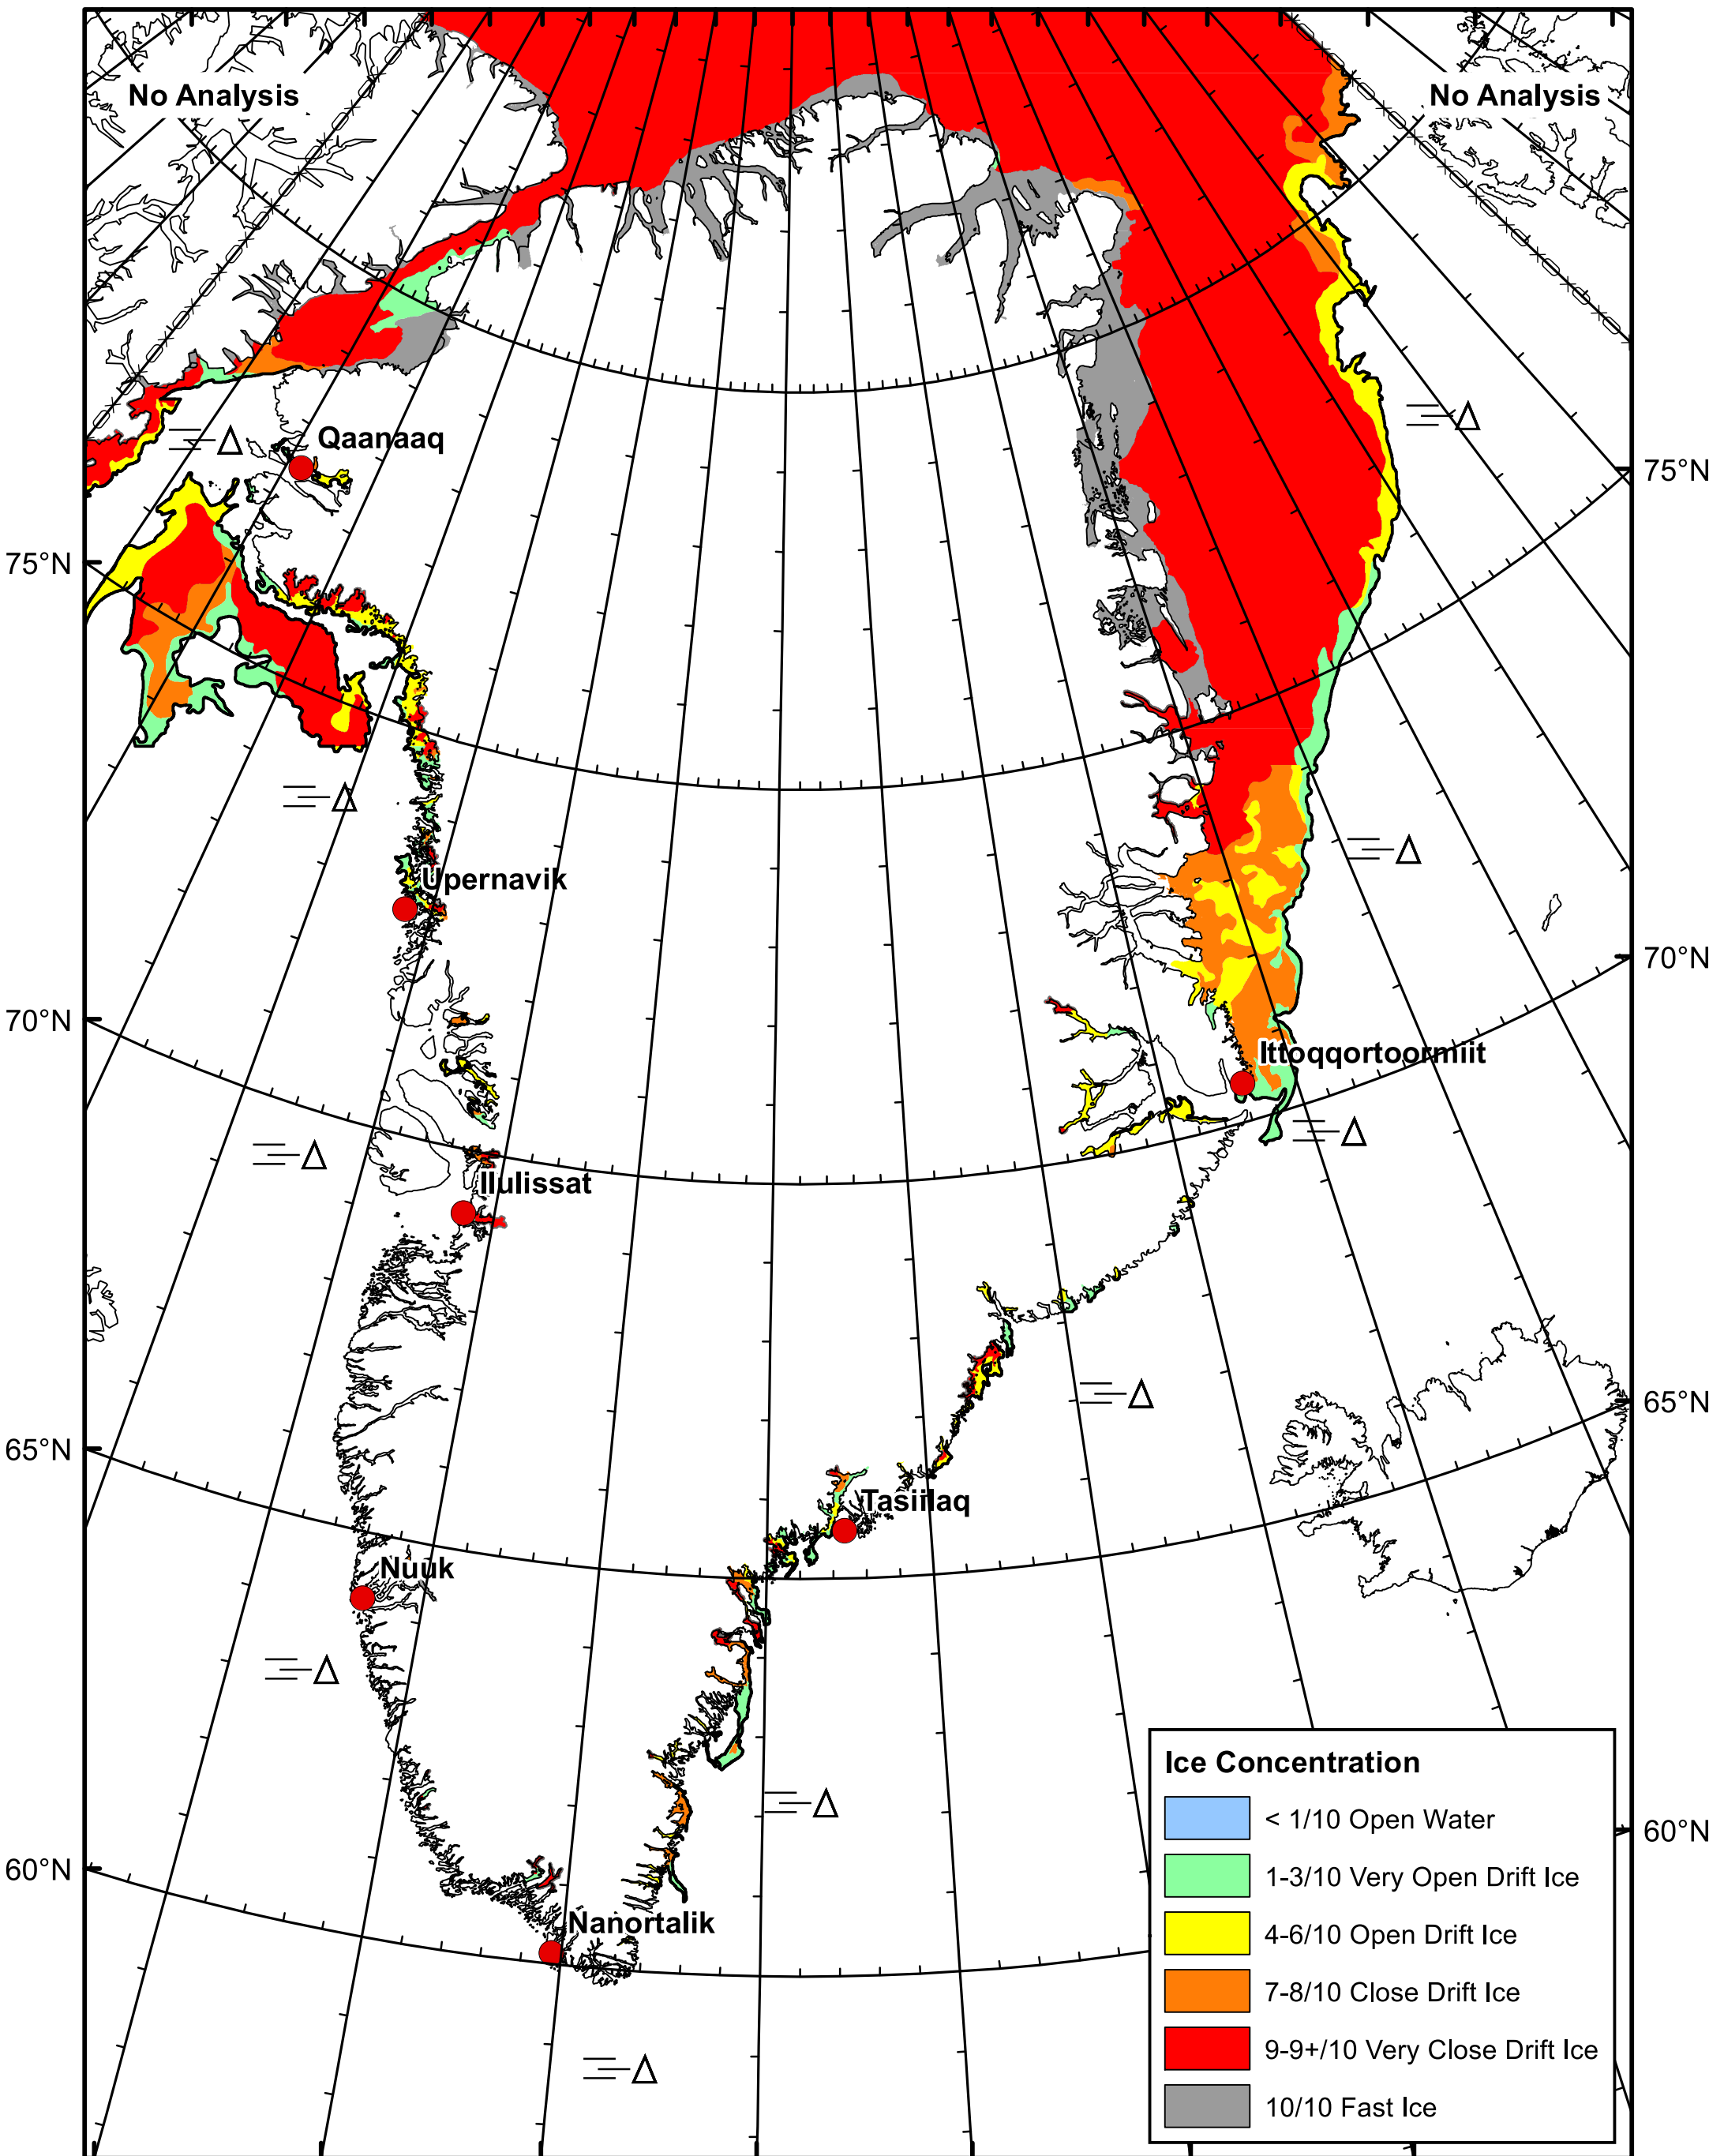 No Analysis
No Analysis
Qaanaaq
75°N
75°N
Upernavik
70°N
70°N
Ittoqqortoormiit
Ilulissat
65°N
65°N
Tasiilaq
Nuuk
60°N
60°N
Nanortalik
Ice Concentration
< 1/10 Open Water
1-3/10 Very Open Drift Ice
4-6/10 Open Drift Ice
7-8/10 Close Drift Ice
9-9+/10 Very Close Drift Ice
10/10 Fast Ice